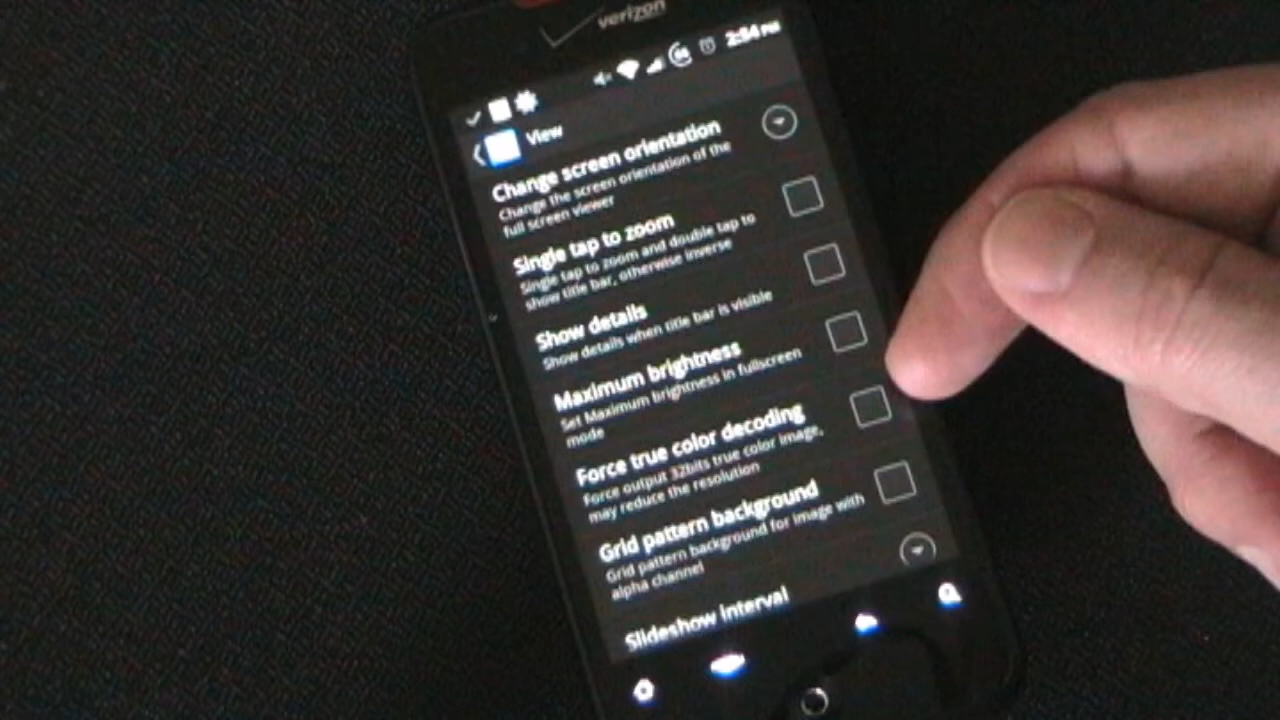 verizon
2:54 PM
View
Change screen orientation
Change the screen orientation of the
full screen viewer
Single tap to zoom
Single tap to zoom and double tap to
show title bar, otherwise inverse
Show details
Show details when title bar is visible
Maximum brightness
Set Maximum brightness in fullscreen
mode
Force true color decoding
Force output 32bits true color image,
may reduce the resolution
Grid pattern background
Grid pattern background for image with
alpha channel
Slideshow interval